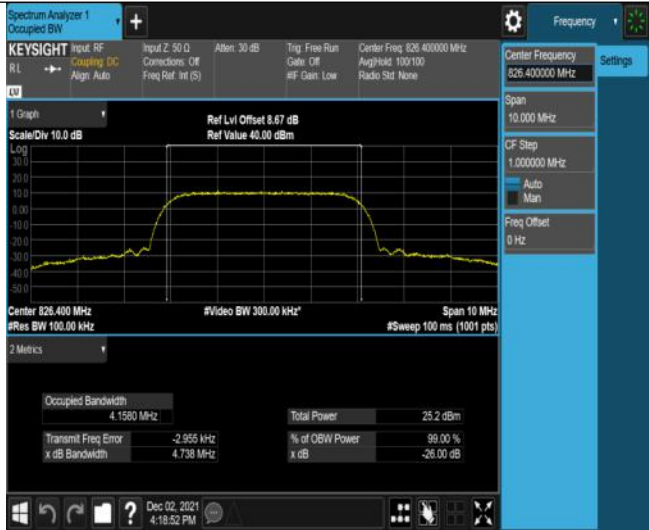 Spectrum Analyzer 1
Occupied BW
+
Frequency
KEYSIGHT Input: RF Input Z: 50 Ω Atten: 30 dB Trig: Free Run Center Freq: 826.400000 MHz
RL Coupling: DC Corrections: Off Gate: Off Avg|Hold: 100/100
Align: Auto Freq Ref: Int (S) #IF Gain: Low Radio Std: None
LV
1 Graph
Ref Lvl Offset 8.67 dB
Scale/Div 10.0 dB Ref Value 40.00 dBm
Log
30.0
20.0
10.0
0.00
-10.0
-20.0
-30.0
-40.0
-50.0
Center 826.400 MHz #Video BW 300.00 kHz* Span 10 MHz
#Res BW 100.00 kHz #Sweep 100 ms (1001 pts)
2 Metrics
Occupied Bandwidth
4.1580 MHz Total Power 25.2 dBm
Transmit Freq Error -2.955 kHz % of OBW Power 99.00 %
x dB Bandwidth 4.738 MHz x dB -26.00 dB
? Dec 02, 2021
4:18:52 PM
Center Frequency
826.400000 MHz
Settings
Span
10.000 MHz
CF Step
1.000000 MHz
Auto
Man
Freq Offset
0 Hz